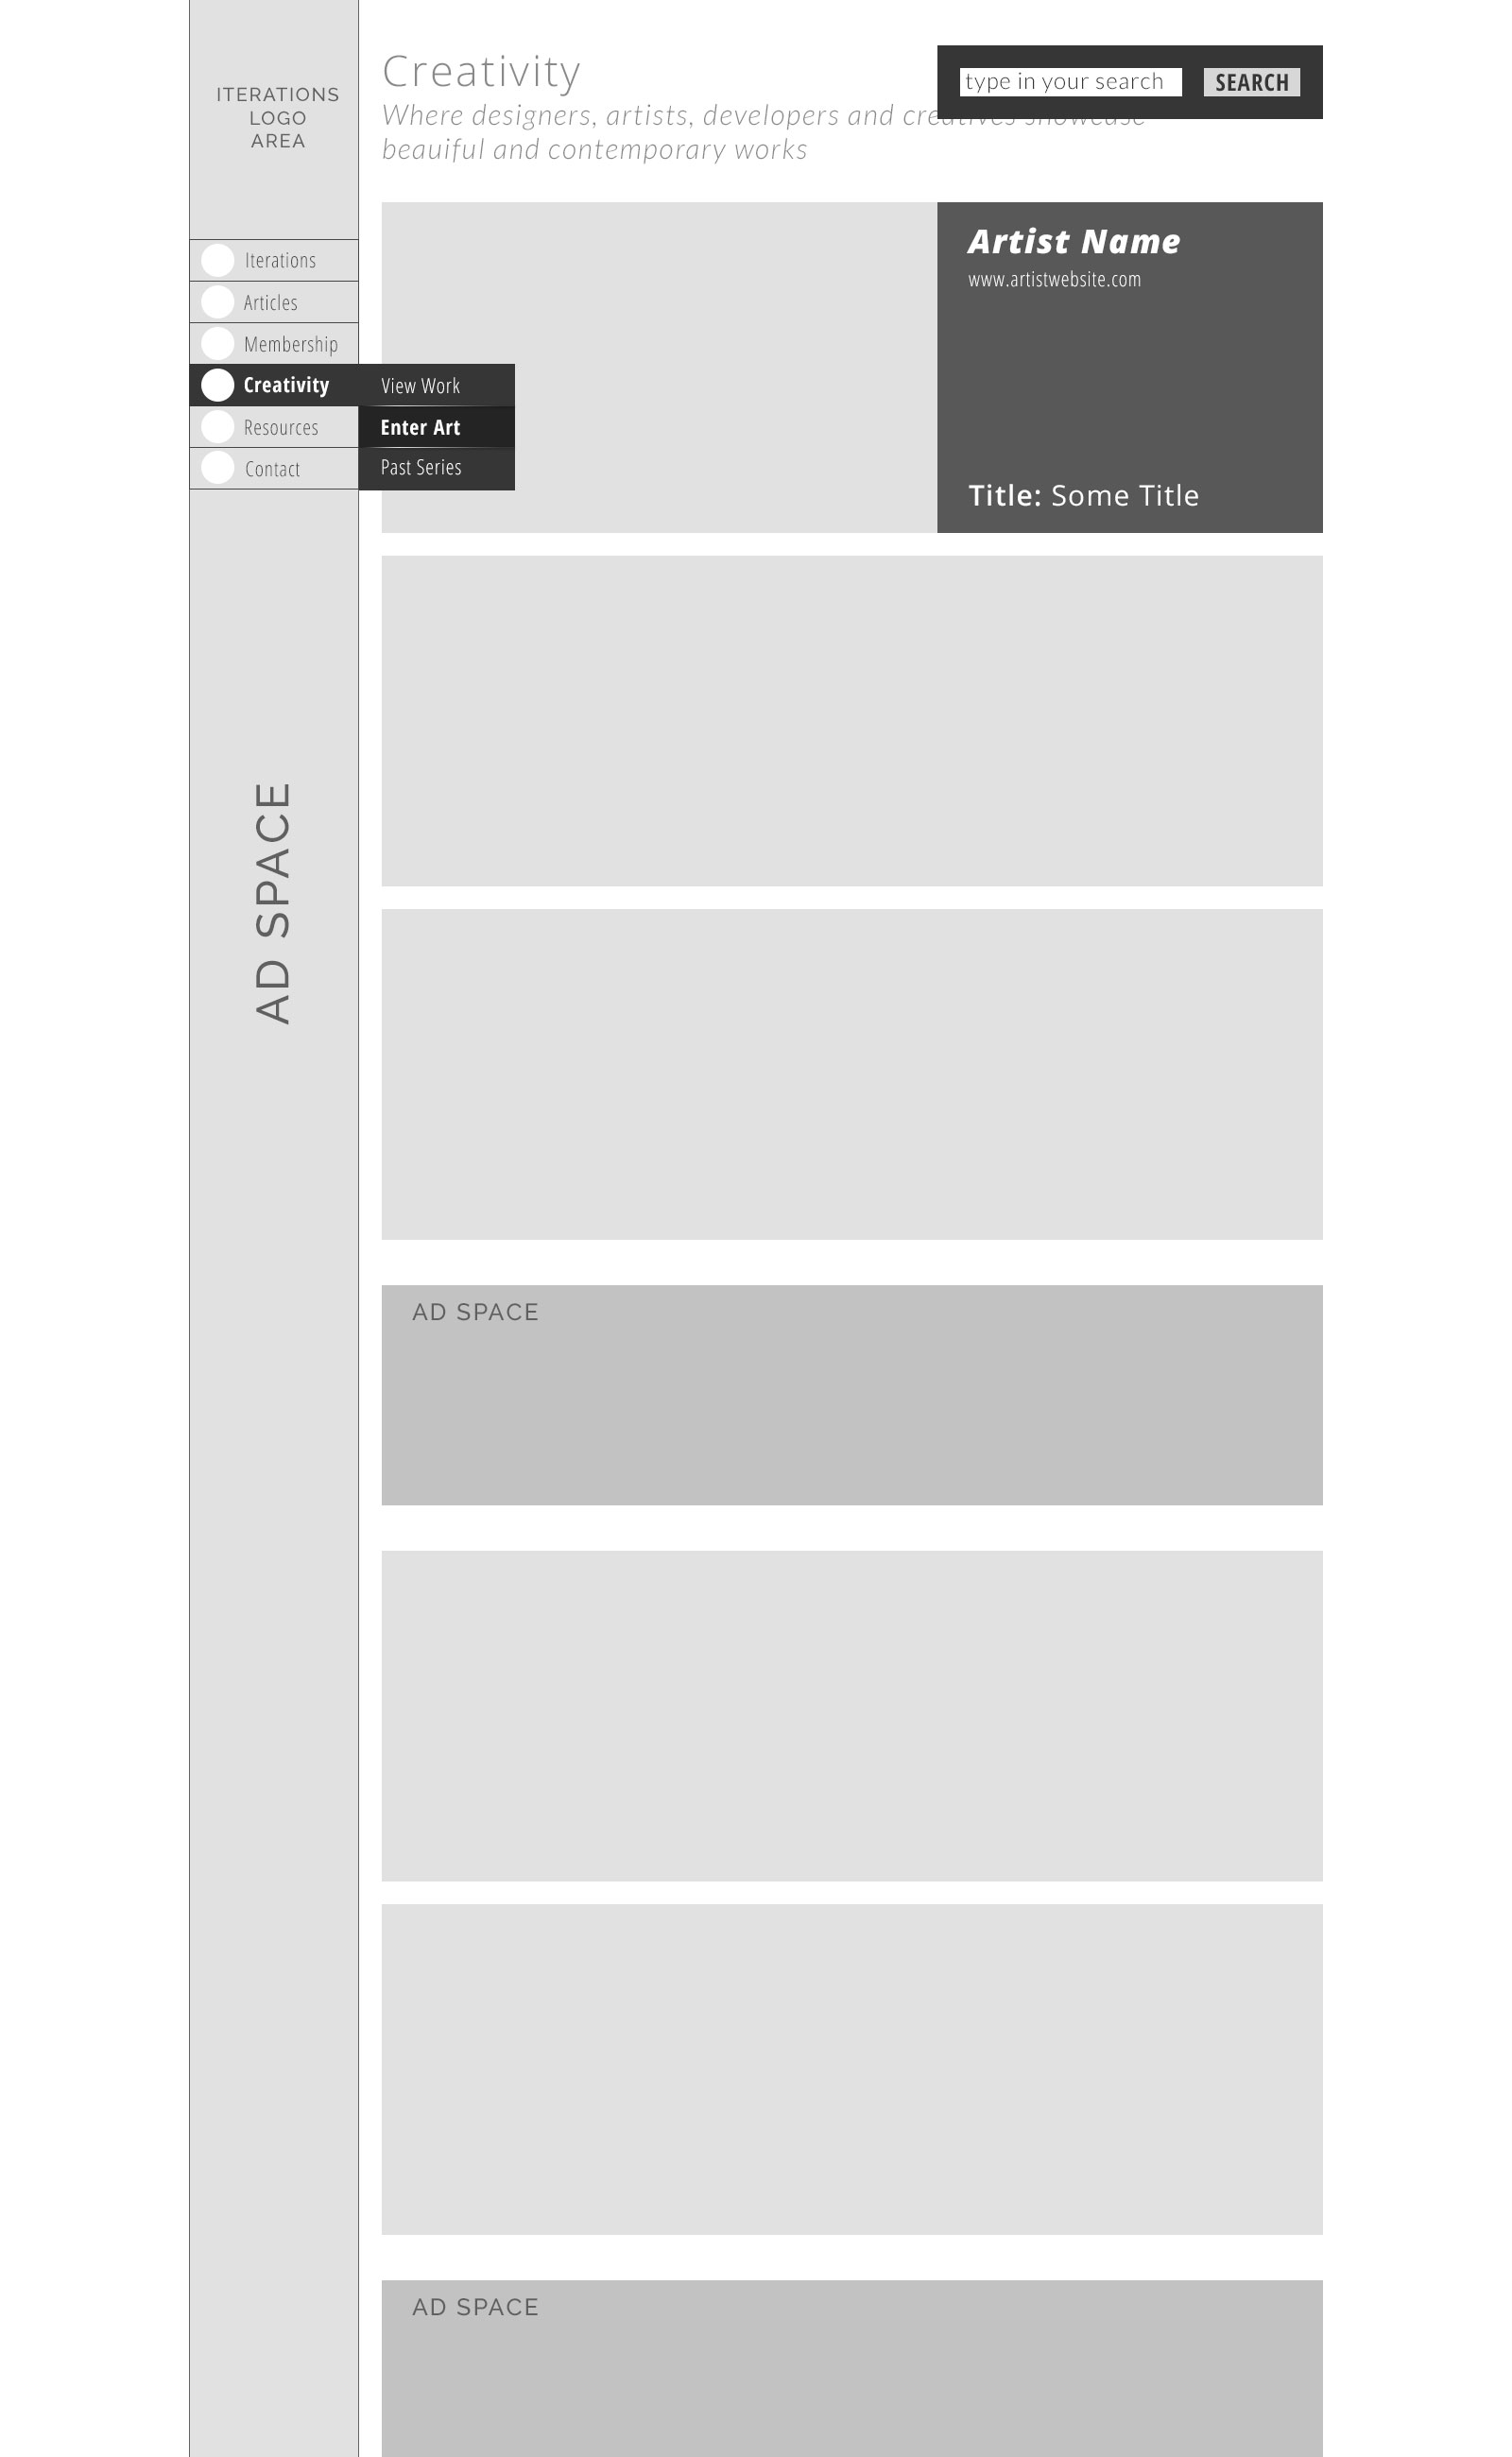 ITERATIONS
LOGO
AREA
Iterations
Articles
Membership
Creativity
Resources
Contact
View Work
Enter Art
Past Series
AD SPACE
Creativity
Where designers, artists, developers and creatives showcase
beauiful and contemporary works
type in your search
SEARCH
Artist Name
www.artistwebsite.com
Title: Some Title
AD SPACE
AD SPACE